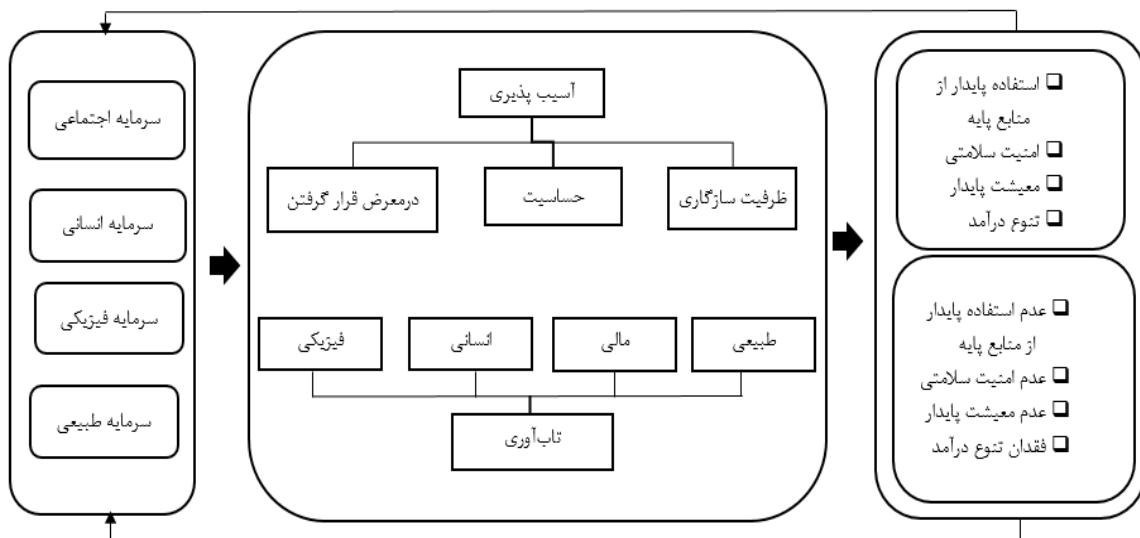 سرمایه اجتماعی
سرمایه انسانی
سرمایه فیزیکی
سرمایه طبیعی
آسیب پذیری
ظرفیت سازگاری
حساسیت
درمعرض قرار گرفتن
طبیعی
مالی
انسانی
فیزیکی
تاب‌آوری
استفاده پایدار از
منابع پایه
امنیت سلامتی
معیشت پایدار
تنوع درآمد
عدم استفاده پایدار
از منابع پایه
عدم امنیت سلامتی
عدم معیشت پایدار
فقدان تنوع درآمد